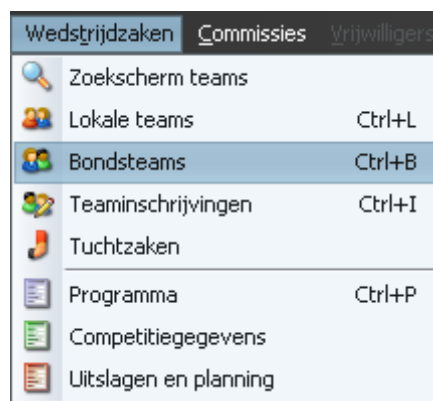 Wedstrijdzaken Commissies Vrijwilligers
Zoekscherm teams
Lokale teams Ctrl+L
Bondsteams Ctrl+B
Teaminschrijvingen Ctrl+I
Tuchtzaken
Programma Ctrl+P
Competitiegegevens
Uitslagen en planning